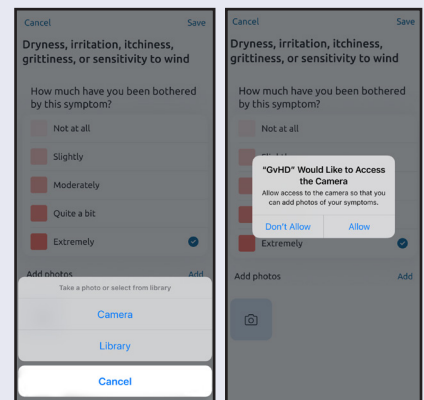 Cancel Save
Dryness, irritation, itchiness,
grittiness, or sensitivity to wind
How much have you been bothered
by this symptom?
Not at all
Slightly
Moderately
Quite a bit
Extremely
Add photos Add
Take a photo or select from library
Camera
Library
Cancel
Cancel Save
Dryness, irritation, itchiness,
grittiness, or sensitivity to wind
How much have you been bothered
by this symptom?
Not at all
"GvHD" Would Like to Access
the Camera
Allow access to the camera so that you
can add photos of your symptoms.
Don't Allow Allow
Extremely
Add photos Add